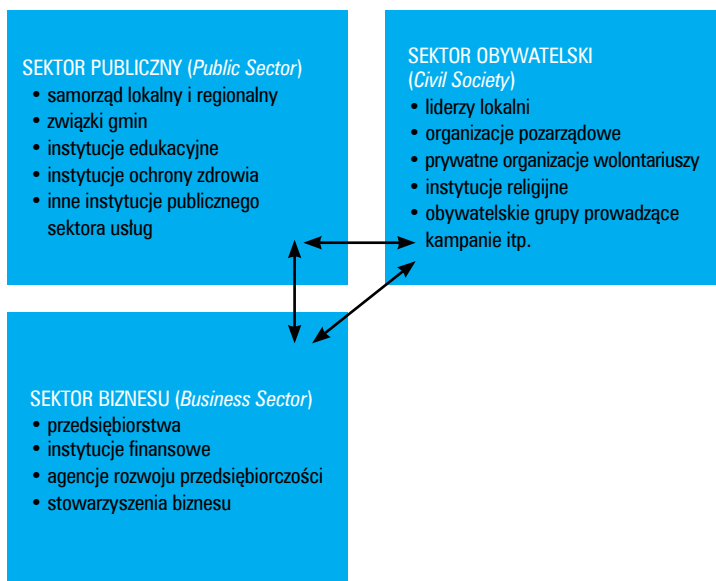 SEKTOR PUBLICZNY (Public Sector)
• samorząd lokalny i regionalny
• związki gmin
• instytucje edukacyjne
• instytucje ochrony zdrowia
• inne instytucje publicznego
sektora usług
SEKTOR OBYWATELSKI
(Civil Society)
• liderzy lokalni
• organizacje pozarządowe
• prywatne organizacje wolontariuszy
• instytucje religijne
• obywatelskie grupy prowadzące
kampanie itp.
SEKTOR BIZNESU (Business Sector)
• przedsiębiorstwa
• instytucje finansowe
• agencje rozwoju przedsiębiorczości
• stowarzyszenia biznesu